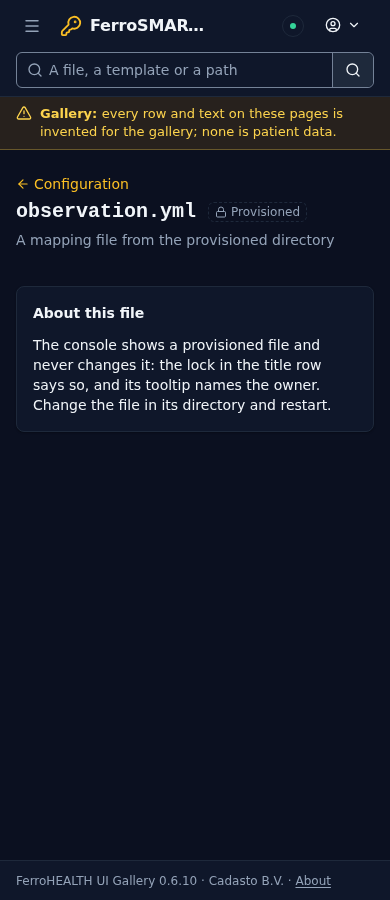 FerroSMAR...
A file, a template or a path
Gallery: every row and text on these pages is
invented for the gallery; none is patient data.
← Configuration
observation.yml Provisioned
A mapping file from the provisioned directory
About this file
The console shows a provisioned file and
never changes it: the lock in the title row
says so, and its tooltip names the owner.
Change the file in its directory and restart.
FerroHEALTH UI Gallery 0.6.10 · Cadasto B.V. · About